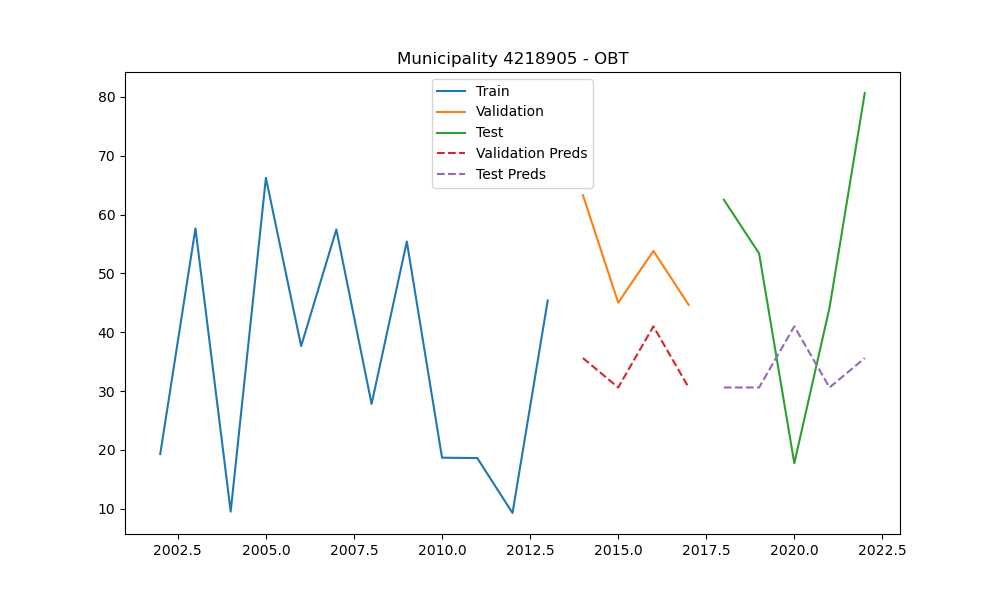 Municipality 4218905 - OBT
Train
Validation
Test
Validation Preds
Test Preds
80
70
60
50
40
30
20
10
2002.5 2005.0 2007.5 2010.0 2012.5 2015.0 2017.5 2020.0 2022.5